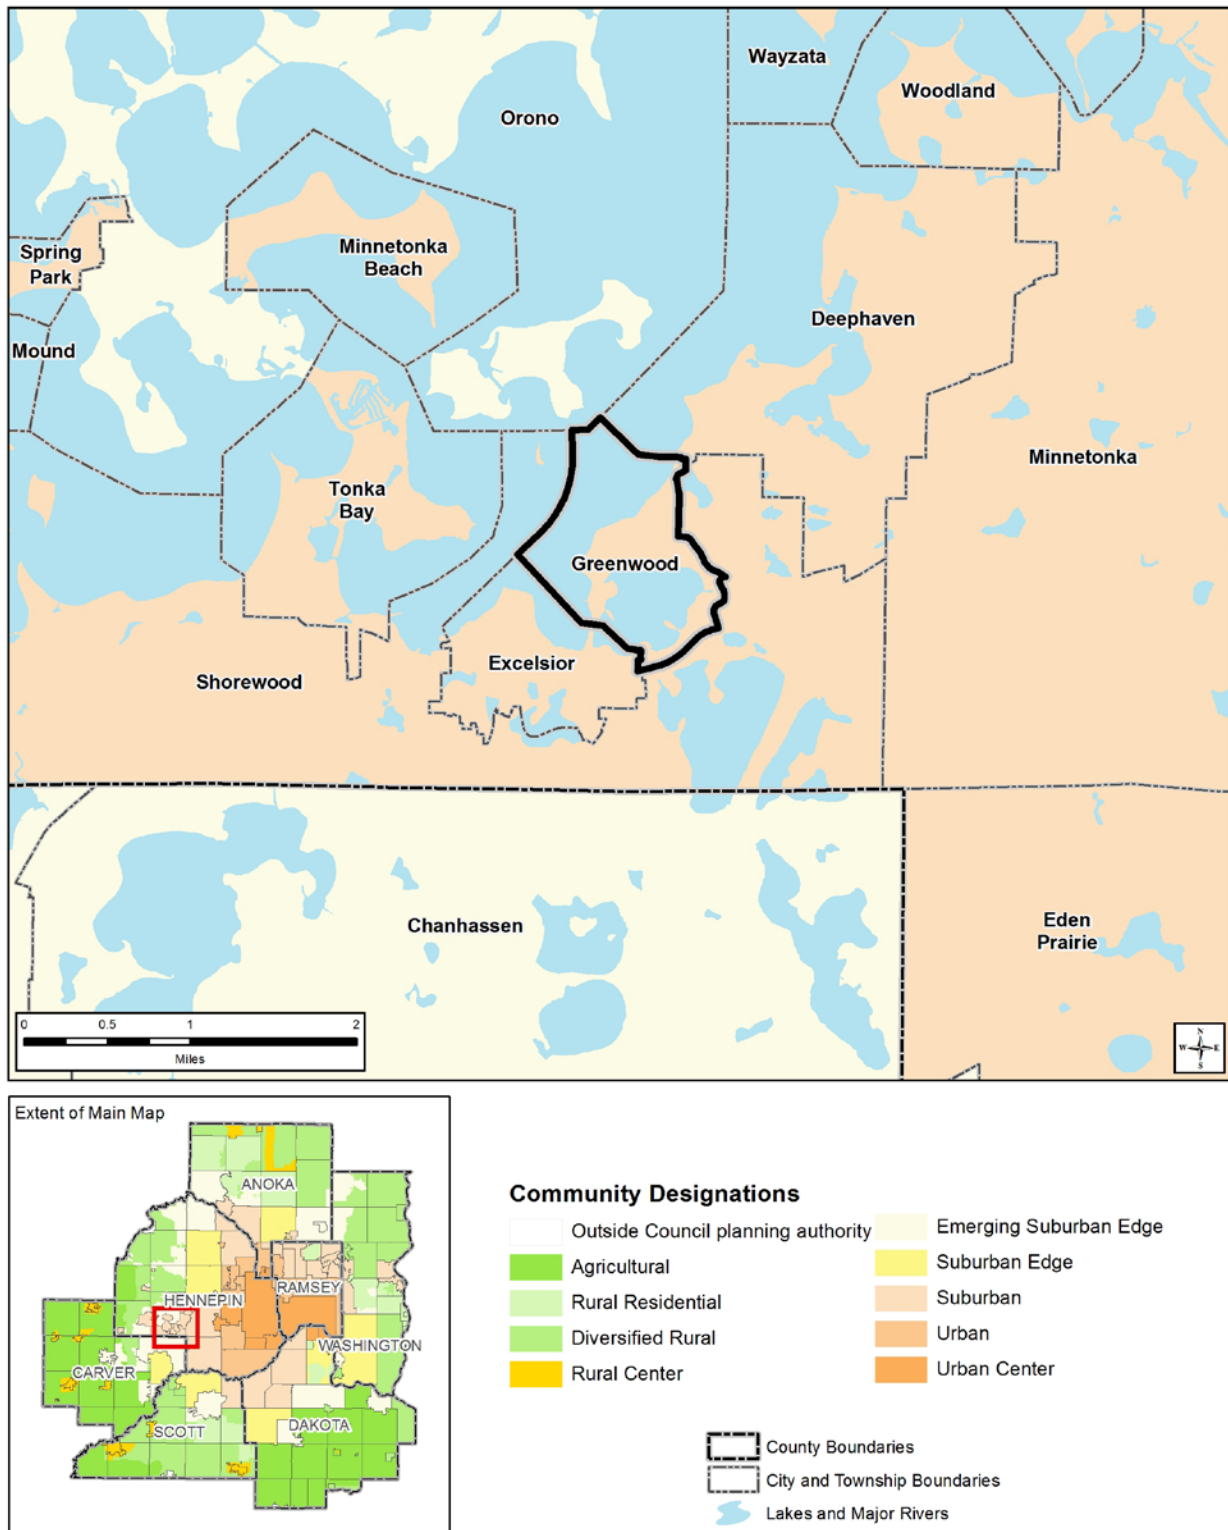 Wayzata
Woodland
Orono
Spring
Park
Minnetonka
Beach
Deephaven
Mound
Minnetonka
Tonka
Bay
Greenwood
Excelsior
Shorewood
Chanhassen
Eden
Prairie
0 0.5 1 2
Miles
N
W E
S
Extent of Main Map
ANOKA
HENNEPIN
RAMSEY
WASHINGTON
CARVER
SCOTT
DAKOTA
Community Designations
Outside Council planning authority
Agricultural
Rural Residential
Diversified Rural
Rural Center
Emerging Suburban Edge
Suburban Edge
Suburban
Urban
Urban Center
County Boundaries
City and Township Boundaries
Lakes and Major Rivers